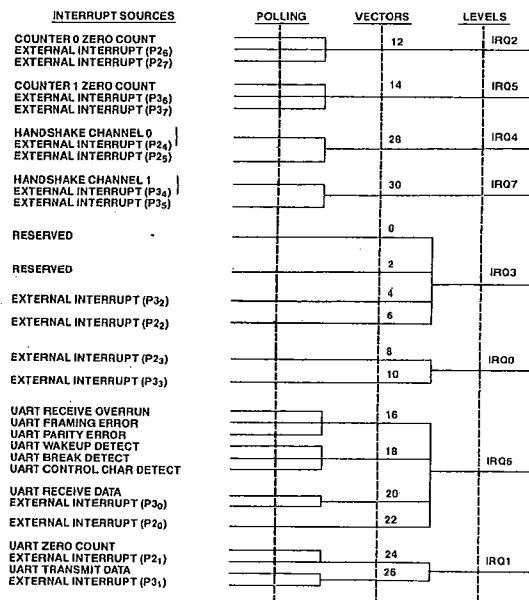 INTERRUPT SOURCES POLLING VECTORS LEVELS
COUNTER 0 ZERO COUNT 12 IRQ2
EXTERNAL INTERRUPT (P2₆)
EXTERNAL INTERRUPT (P2₇)
COUNTER 1 ZERO COUNT 14 IRQ5
EXTERNAL INTERRUPT (P3₆)
EXTERNAL INTERRUPT (P3₇)
HANDSHAKE CHANNEL 0 28 IRQ4
EXTERNAL INTERRUPT (P2₄)
EXTERNAL INTERRUPT (P2₅)
HANDSHAKE CHANNEL 1 30 IRQ7
EXTERNAL INTERRUPT (P3₄)
EXTERNAL INTERRUPT (P3₅)
RESERVED 0
RESERVED 2 IRQ3
EXTERNAL INTERRUPT (P3₂) 4
EXTERNAL INTERRUPT (P2₂) 6
EXTERNAL INTERRUPT (P2₃) 8 IRQ0
EXTERNAL INTERRUPT (P3₃) 10
UART RECEIVE OVERRUN 16
UART FRAMING ERROR
UART PARITY ERROR
UART WAKEUP DETECT
UART BREAK DETECT 18 IRQ6
UART CONTROL CHAR DETECT
UART RECEIVE DATA 20
EXTERNAL INTERRUPT (P3₀)
EXTERNAL INTERRUPT (P2₀) 22
UART ZERO COUNT 24
EXTERNAL INTERRUPT (P2₁) IRQ1
UART TRANSMIT DATA 26
EXTERNAL INTERRUPT (P3₁)